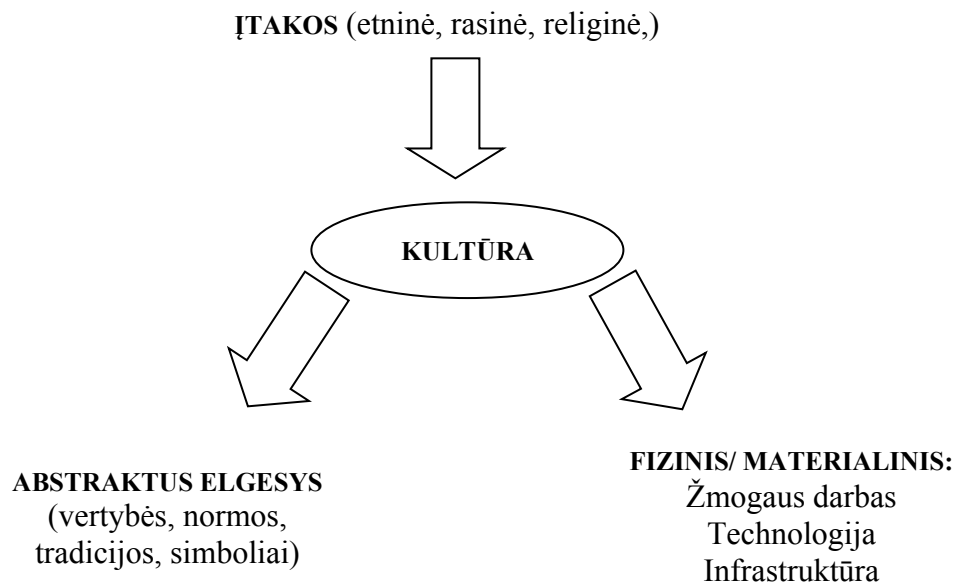 ĮTAKOS (etninė, rasinė, religinė,)
KULTŪRA
ABSTRAKTUS ELGESYS
(vertybės, normos,
tradicijos, simboliai)
FIZINIS/ MATERIALINIS:
Žmogaus darbas
Technologija
Infrastruktūra